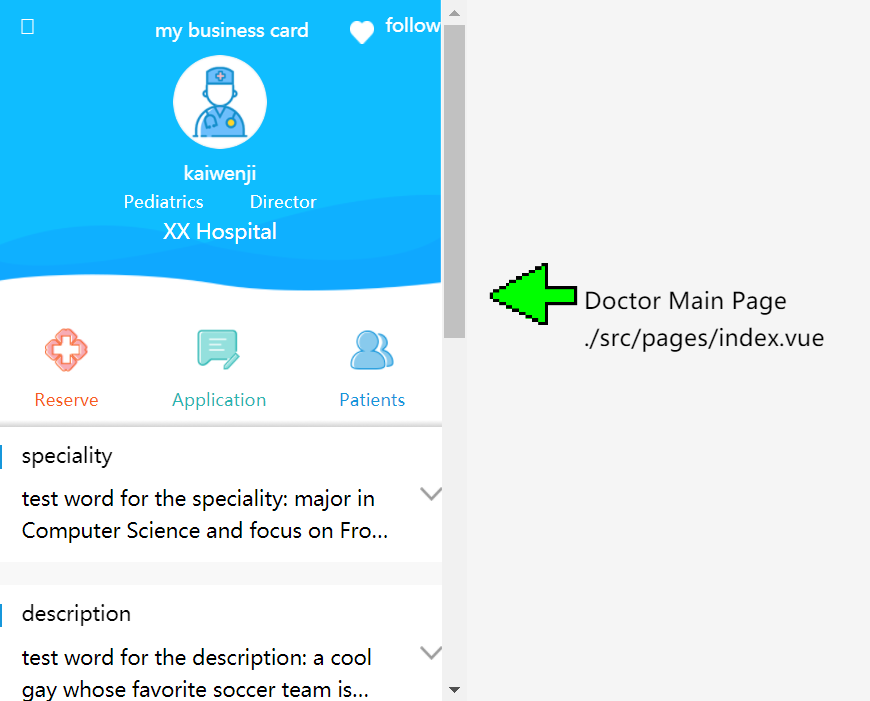 my business card
follow
kaiwenji
Pediatrics Director
XX Hospital
Reserve Application Patients
speciality
test word for the speciality: major in
Computer Science and focus on Fro...
description
test word for the description: a cool
gay whose favorite soccer team is...
Doctor Main Page
./src/pages/index.vue